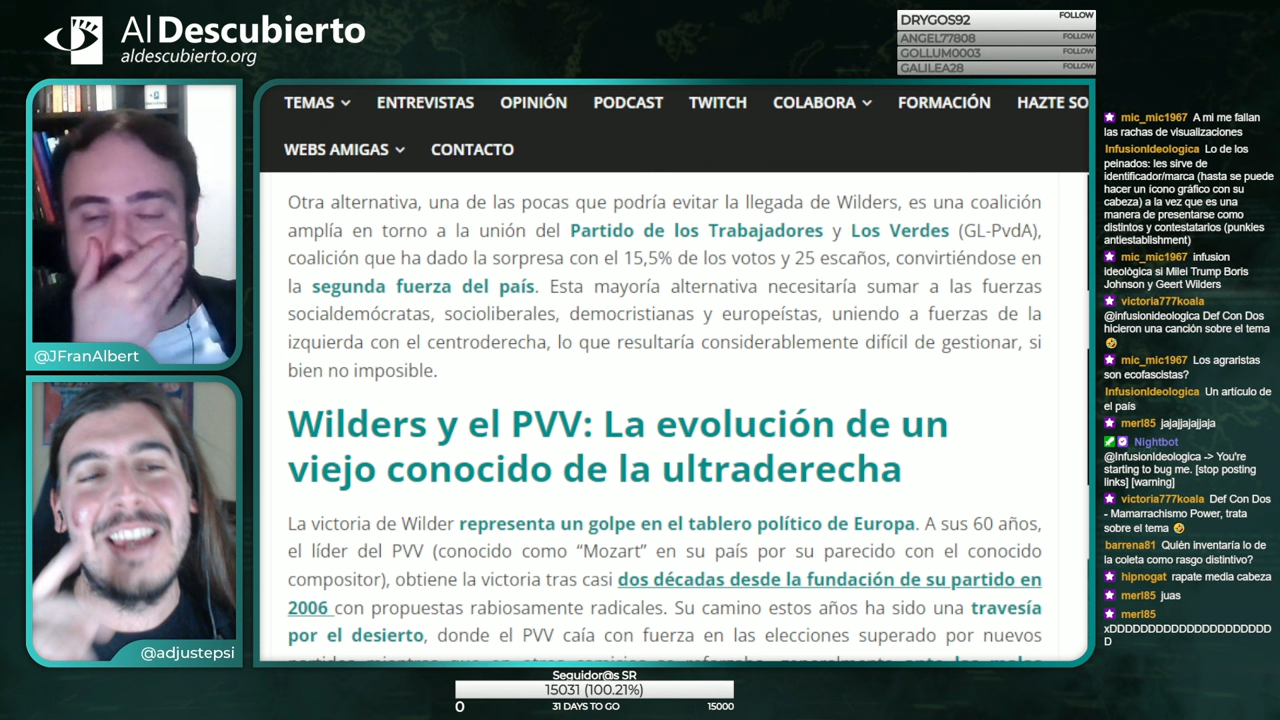 Al Descubierto
aldescubierto.org
DRYGOS92 FOLLOW
ANGEL77808 FOLLOW
GOLLUM0003 FOLLOW
GALILEA28 FOLLOW
@JFranAlbert
@adjustepsi
TEMAS ENTREVISTAS OPINIÓN PODCAST TWITCH COLABORA FORMACIÓN HAZTE SO
WEBS AMIGAS CONTACTO
Otra alternativa, una de las pocas que podría evitar la llegada de Wilders, es una coalición
amplía en torno a la unión del Partido de los Trabajadores y Los Verdes (GL-PvdA),
coalición que ha dado la sorpresa con el 15,5% de los votos y 25 escaños, convirtiéndose en
la segunda fuerza del país. Esta mayoría alternativa necesitaría sumar a las fuerzas
socialdemócratas, socioliberales, democristianas y europeístas, uniendo a fuerzas de la
izquierda con el centroderecha, lo que resultaría considerablemente difícil de gestionar, si
bien no imposible.
Wilders y el PVV: La evolución de un
viejo conocido de la ultraderecha
La victoria de Wilder representa un golpe en el tablero político de Europa. A sus 60 años,
el líder del PVV (conocido como “Mozart” en su país por su parecido con el conocido
compositor), obtiene la victoria tras casi dos décadas desde la fundación de su partido en
2006 con propuestas rabiosamente radicales. Su camino estos años ha sido una travesía
por el desierto, donde el PVV caía con fuerza en las elecciones superado por nuevos
mic_mic1967 A mi me fallan
las rachas de visualizaciones
InfusionIdeologica Lo de los
peinados: les sirve de
identificador/marca (hasta se puede
hacer un ícono gráfico con su
cabeza) a la vez que es una
manera de presentarse como
distintos y contestatarios (punkies
antiestablishment)
mic_mic1967 infusion
ideològica si Milei Trump Boris
Johnson y Geert Wilders
victoria777koala
@infusionideologica Def Con Dos
hicieron una canción sobre el tema
🤣
mic_mic1967 Los agraristas
son ecofascistas?
InfusionIdeologica Un artículo de
el país
merl85 jajajjajajjaja
Nightbot
@InfusionIdeologica -> You're
starting to bug me. [stop posting
links] [warning]
victoria777koala Def Con Dos
- Mamarrachismo Power, trata
sobre el tema 🤣
barrena81 Quién inventaría lo de
la coleta como rasgo distintivo?
hipnogat rapate media cabeza
merl85 juas
merl85
xDDDDDDDDDDDDDDDDDDDDD
D
Seguidor@s SR
15031 (100.21%)
0 31 DAYS TO GO 15000